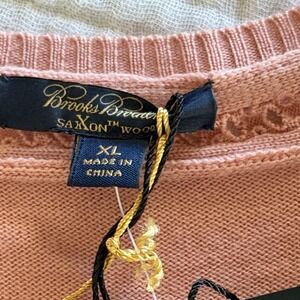 Brooks Brothers
SAXXON™ WOOL
XL
MADE IN
CHINA